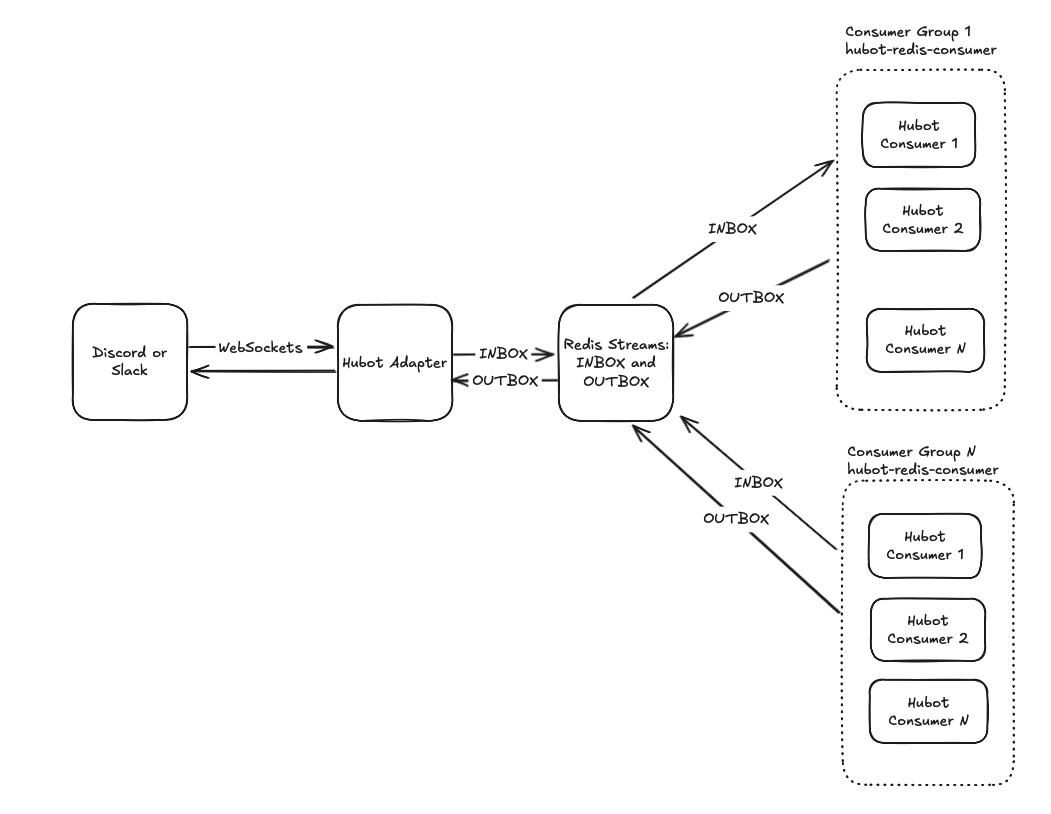 Consumer Group 1
hubot-redis-consumer
Hubot
Consumer 1
Hubot
Consumer 2
Hubot
Consumer N
INBOX
OUTBOX
Discord or
Slack
WebSockets
Hubot Adapter
INBOX
OUTBOX
Redis Streams:
INBOX and
OUTBOX
INBOX
OUTBOX
Consumer Group N
hubot-redis-consumer
Hubot
Consumer 1
Hubot
Consumer 2
Hubot
Consumer N